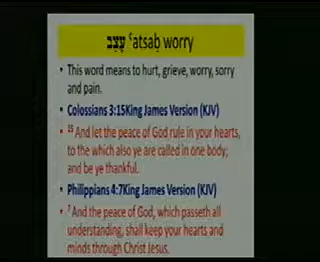 עָצַב ‛atsaḇ worry
• This word means to hurt, grieve, worry, sorry
and pain.
• Colossians 3:15King James Version (KJV)
• 15 And let the peace of God rule in your hearts,
to the which also ye are called in one body;
and be ye thankful.
• Philippians 4:7King James Version (KJV)
• 7 And the peace of God, which passeth all
understanding, shall keep your hearts and
minds through Christ Jesus.